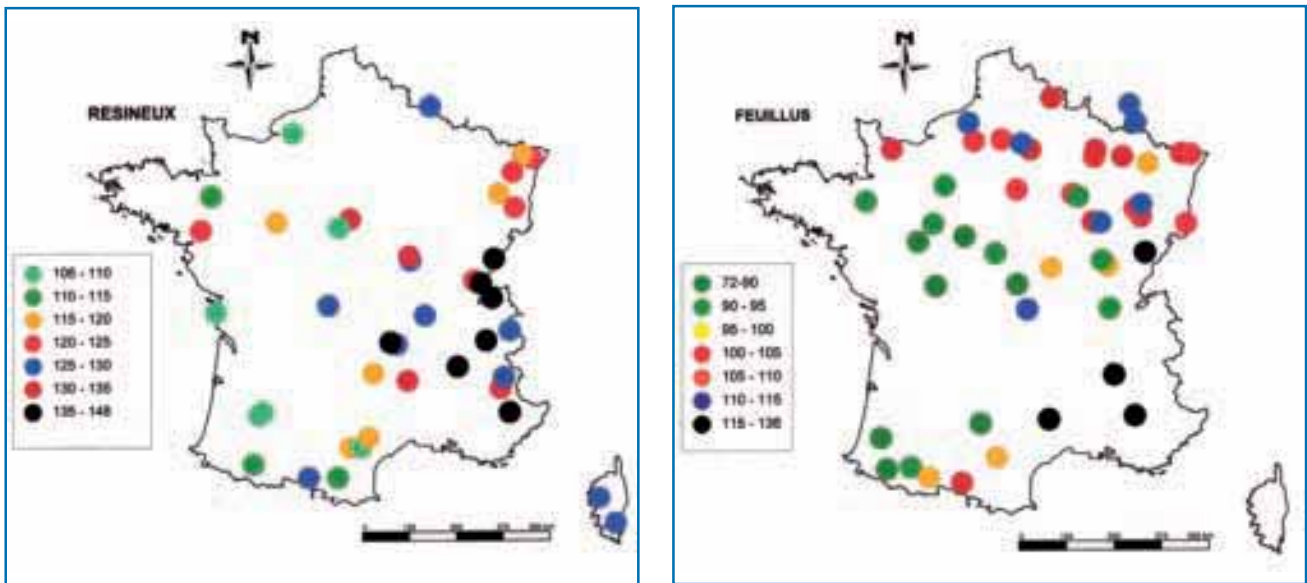 N
RESINEUX
106 - 110
110 - 115
115 - 120
120 - 125
125 - 130
130 - 135
135 - 148
N
FEUILLUS
72-90
90 - 95
95 - 100
100 - 105
105 - 110
110 - 115
115 - 136